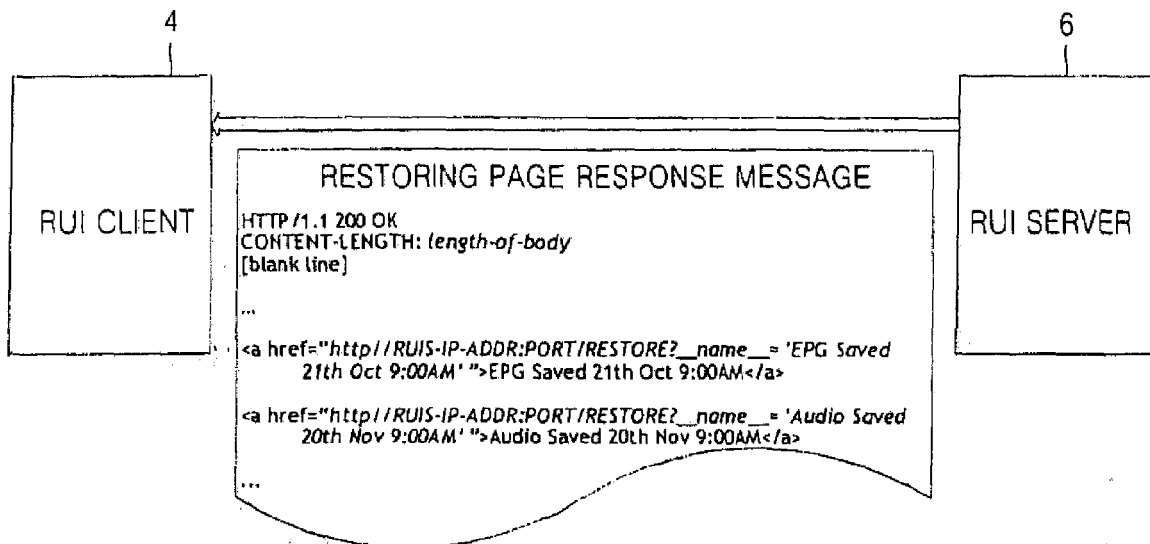 4
6
RUI CLIENT
RUI SERVER
RESTORING PAGE RESPONSE MESSAGE
HTTP/1.1 200 OK
CONTENT-LENGTH: length-of-body
[blank line]
...
<a href="http//RUIS-IP-ADDR:PORT/RESTORE?__name__= 'EPG Saved
21th Oct 9:00AM' ">EPG Saved 21th Oct 9:00AM</a>
<a href="http//RUIS-IP-ADDR:PORT/RESTORE?__name__= 'Audio Saved
20th Nov 9:00AM' ">Audio Saved 20th Nov 9:00AM</a>
...